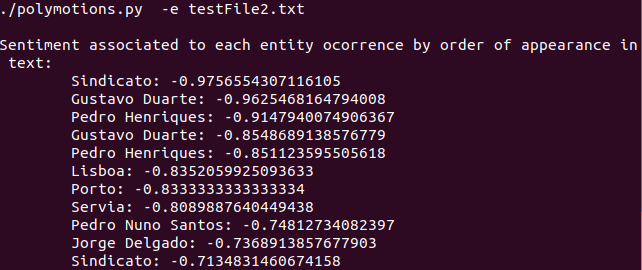 ./polymotions.py  -e testFile2.txt
Sentiment associated to each entity ocorrence by order of appearance in
 text:
Sindicato: -0.9756554307116105
Gustavo Duarte: -0.9625468164794008
Pedro Henriques: -0.9147940074906367
Gustavo Duarte: -0.8548689138576779
Pedro Henriques: -0.851123595505618
Lisboa: -0.8352059925093633
Porto: -0.8333333333333334
Servia: -0.8089887640449438
Pedro Nuno Santos: -0.74812734082397
Jorge Delgado: -0.7368913857677903
Sindicato: -0.7134831460674158